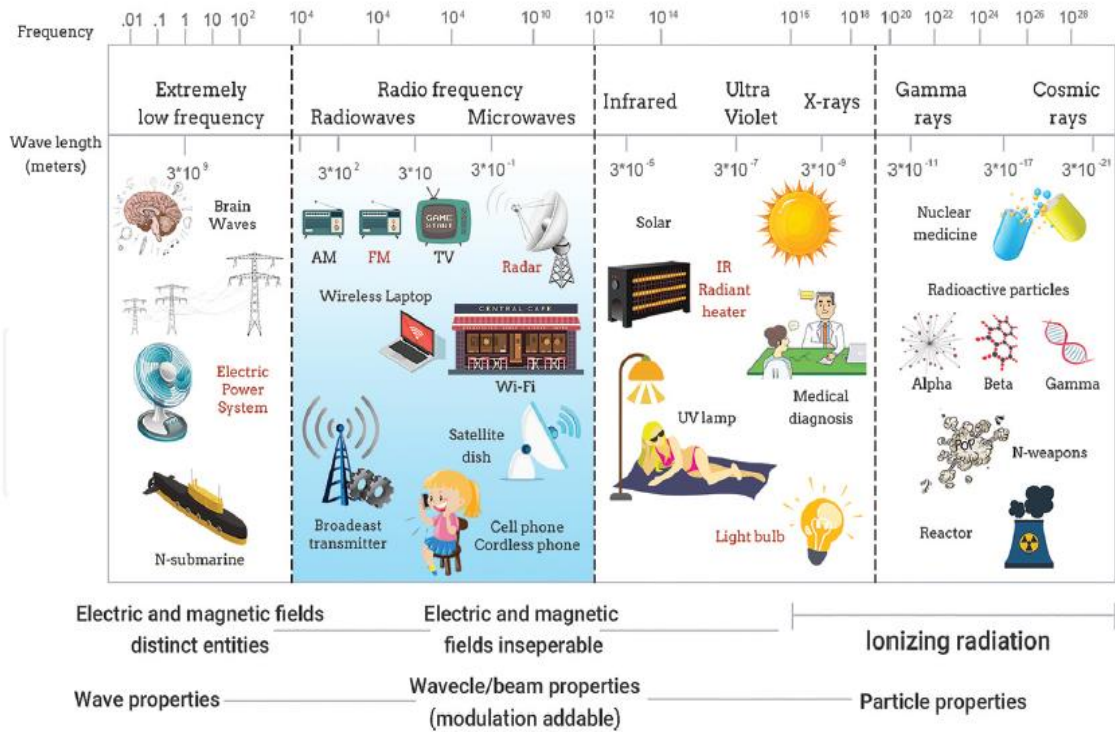 Frequency
.01 .1 1 10 10² 10⁴ 10⁴ 10⁴ 10¹⁰ 10¹² 10¹⁴ 10¹⁶ 10¹⁸ 10²⁰ 10²² 10²⁴ 10²⁶ 10²⁸
Extremely
low frequency
Radio frequency
Radiowaves Microwaves
Infrared
Ultra
Violet
X-rays
Gamma
rays
Cosmic
rays
Wave length
(meters)
3*10⁹
3*10²
3*10
3*10⁻¹
3*10⁻⁵
3*10⁻⁷
3*10⁻⁹
3*10⁻¹¹
3*10⁻¹⁷
3*10⁻²¹
Brain
Waves
Electric
Power
System
N-submarine
AM
FM
GAME
START
TV
Radar
Wireless Laptop
CENTRAL CAFE
Wi-Fi
Satellite
dish
Broadeast
transmitter
Cell phone
Cordless phone
Solar
IR
Radiant
heater
Medical
diagnosis
UV lamp
Light bulb
Nuclear
medicine
Radioactive particles
Alpha
Beta
Gamma
POP
N-weapons
Reactor
Electric and magnetic fields
distinct entities
Electric and magnetic
fields inseperable
Ionizing radiation
Wave properties
Wavecle/beam properties
(modulation addable)
Particle properties